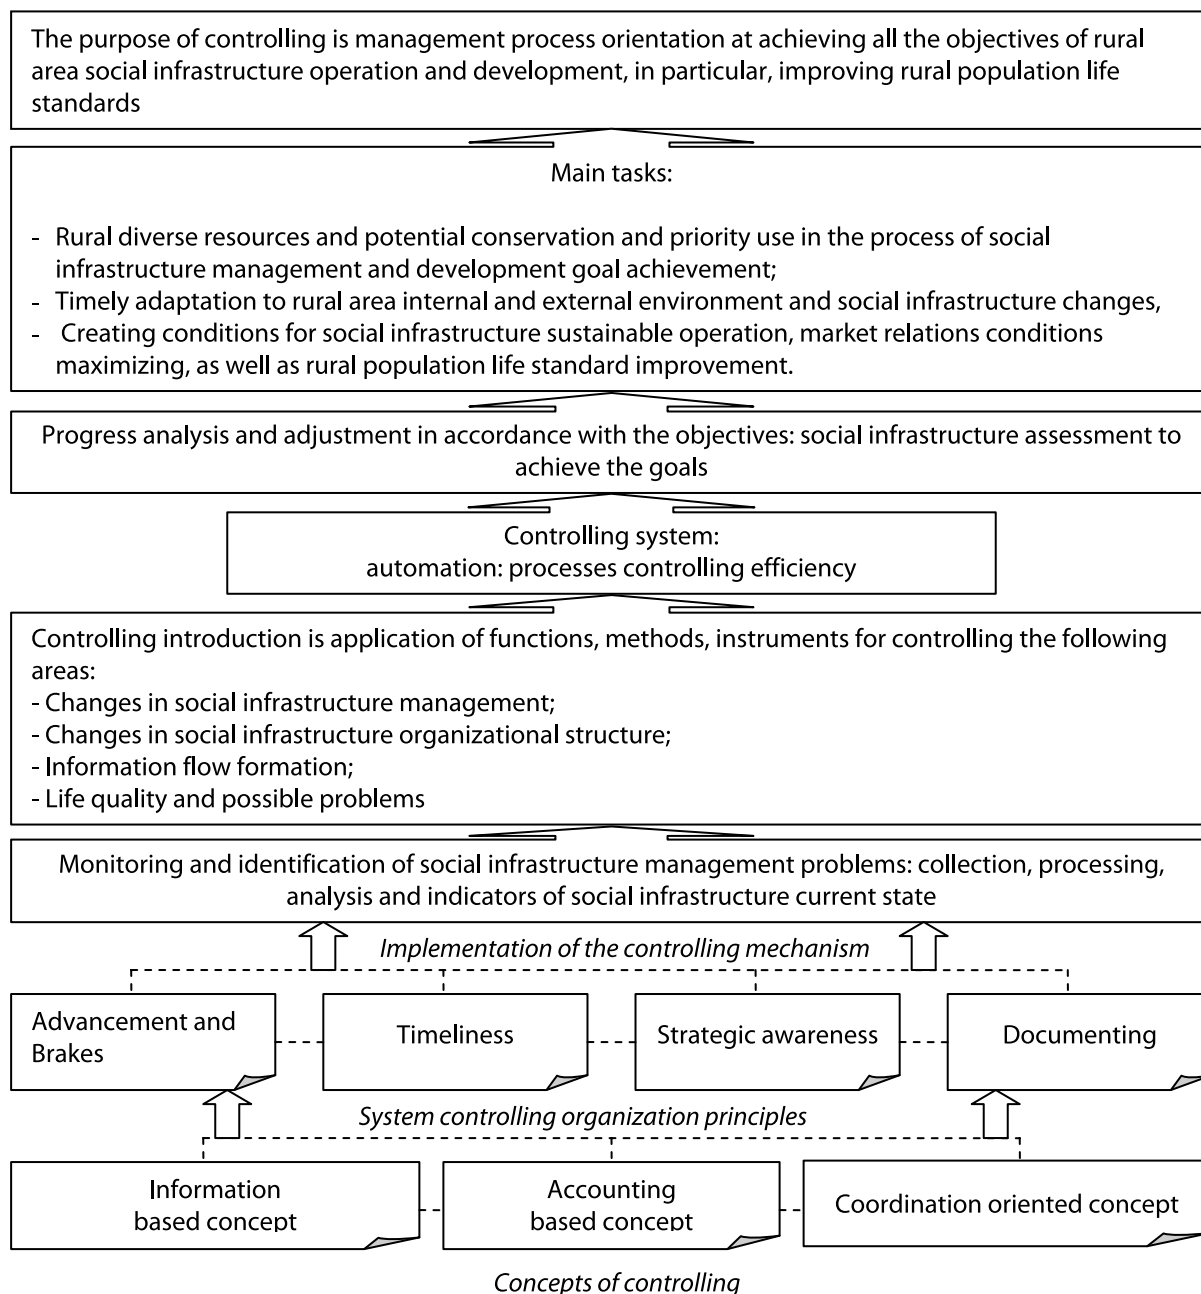 The purpose of controlling is management process orientation at achieving all the objectives of rural
area social infrastructure operation and development, in particular, improving rural population life
standards
Main tasks:
- Rural diverse resources and potential conservation and priority use in the process of social
infrastructure management and development goal achievement;
- Timely adaptation to rural area internal and external environment and social infrastructure changes,
- Creating conditions for social infrastructure sustainable operation, market relations conditions
maximizing, as well as rural population life standard improvement.
Progress analysis and adjustment in accordance with the objectives: social infrastructure assessment to
achieve the goals
Controlling system:
automation: processes controlling efficiency
Controlling introduction is application of functions, methods, instruments for controlling the following
areas:
- Changes in social infrastructure management;
- Changes in social infrastructure organizational structure;
- Information flow formation;
- Life quality and possible problems
Monitoring and identification of social infrastructure management problems: collection, processing,
analysis and indicators of social infrastructure current state
Implementation of the controlling mechanism
Advancement and
Brakes
Timeliness
Strategic awareness
Documenting
System controlling organization principles
Information
based concept
Accounting
based concept
Coordination oriented concept
Concepts of controlling